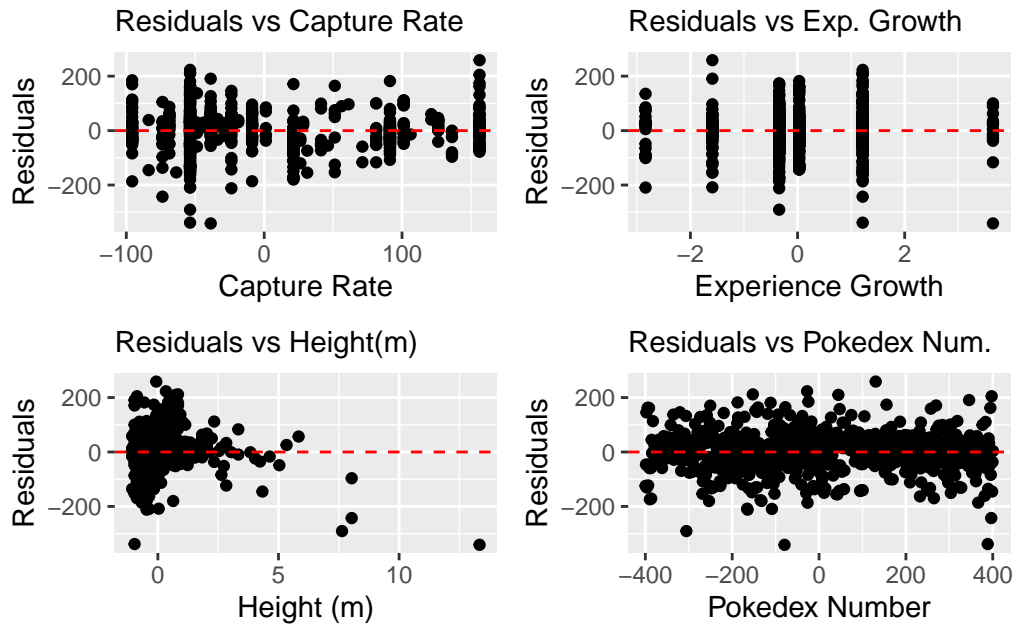 Residuals vs Capture Rate
Residuals
200
0
−200
−100
0
100
Capture Rate
Residuals vs Exp. Growth
Residuals
200
0
−200
−2
0
2
Experience Growth
Residuals vs Height(m)
Residuals
200
0
−200
0
5
10
Height (m)
Residuals vs Pokedex Num.
Residuals
200
0
−200
−400
−200
0
200
400
Pokedex Number